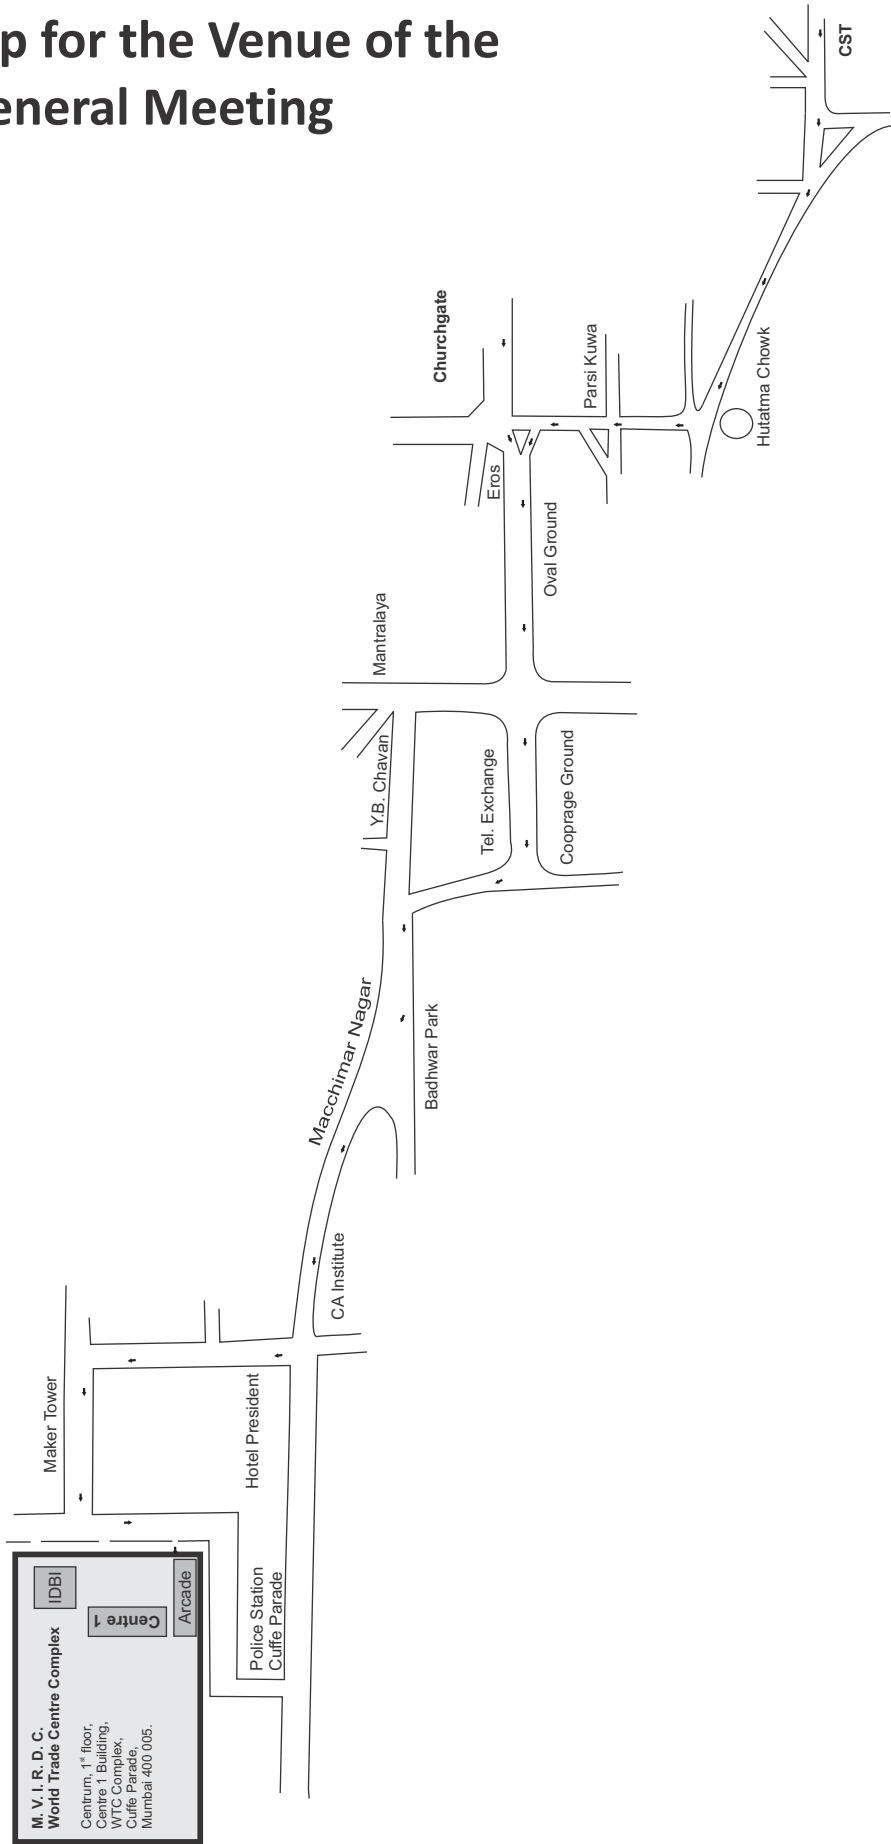 p for the Venue of the
eneral Meeting
CST
Churchgate
Parsi Kuwa
Hutatma Chowk
Eros
Oval Ground
Mantralaya
Y.B. Chavan
Tel. Exchange
Cooprage Ground
Macchimar Nagar
Badhwar Park
CA Institute
Maker Tower
Hotel President
Police Station
Cuffe Parade
IDBI
Centre 1
Arcade
M. V. I. R. D. C.
World Trade Centre Complex
Centrum, 1st floor,
Centre 1 Building,
WTC Complex,
Cuffe Parade,
Mumbai 400 005.